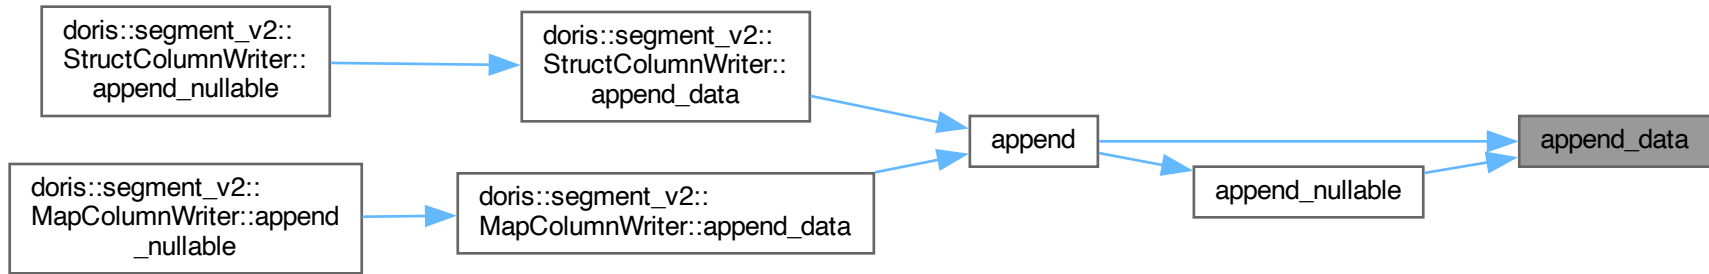 doris::segment_v2::
StructColumnWriter::
append_nullable
doris::segment_v2::
StructColumnWriter::
append_data
append
append_data
append_nullable
doris::segment_v2::
MapColumnWriter::append
_nullable
doris::segment_v2::
MapColumnWriter::append_data